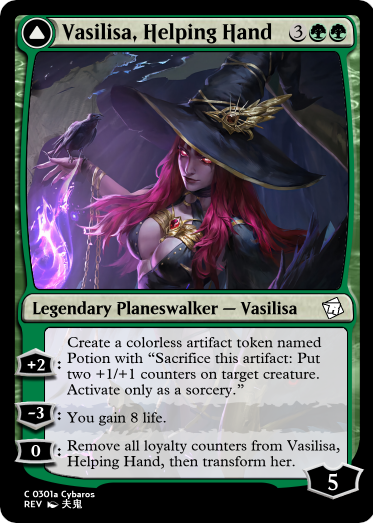 Vasilisa, Helping Hand 3
Legendary Planeswalker — Vasilisa
+2: Create a colorless artifact token named
Potion with “Sacrifice this artifact: Put
two +1/+1 counters on target creature.
Activate only as a sorcery.”
-3: You gain 8 life.
0: Remove all loyalty counters from Vasilisa,
Helping Hand, then transform her.
5
C 0301a Cybaros
REV 夫鬼